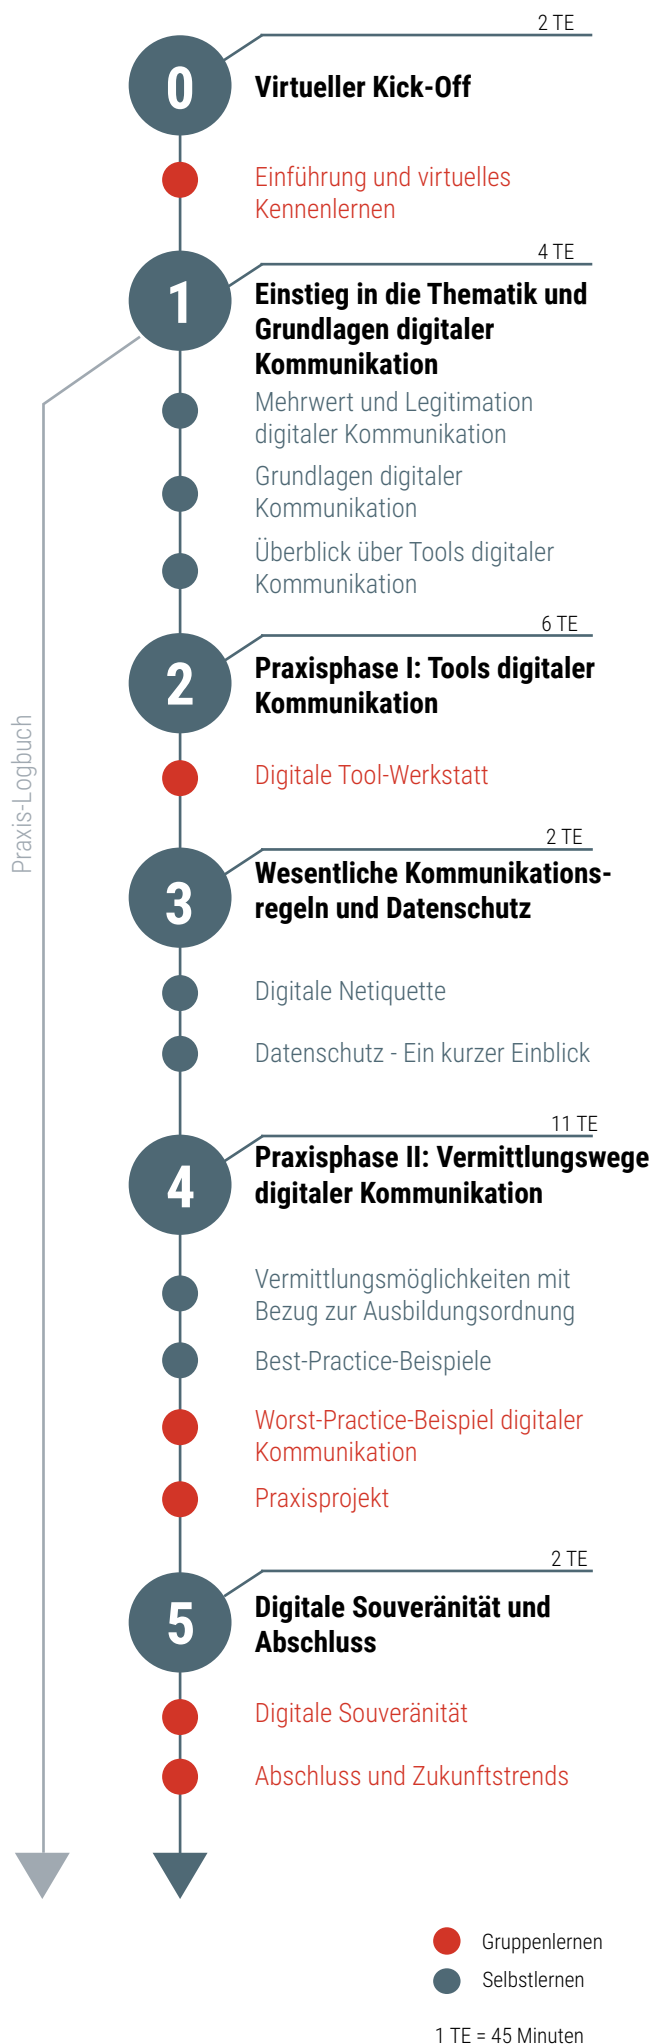 2 TE
0
Virtueller Kick-Off
Einführung und virtuelles
Kennenlernen
4 TE
1
Einstieg in die Thematik und
Grundlagen digitaler
Kommunikation
Mehrwert und Legitimation
digitaler Kommunikation
Grundlagen digitaler
Kommunikation
Überblick über Tools digitaler
Kommunikation
6 TE
2
Praxisphase I: Tools digitaler
Kommunikation
Praxis-Logbuch
Digitale Tool-Werkstatt
2 TE
3
Wesentliche Kommunikations-
regeln und Datenschutz
Digitale Netiquette
Datenschutz - Ein kurzer Einblick
11 TE
4
Praxisphase II: Vermittlungswege
digitaler Kommunikation
Vermittlungsmöglichkeiten mit
Bezug zur Ausbildungsordnung
Best-Practice-Beispiele
Worst-Practice-Beispiel digitaler
Kommunikation
Praxisprojekt
2 TE
5
Digitale Souveränität und
Abschluss
Digitale Souveränität
Abschluss und Zukunftstrends
Gruppenlernen
Selbstlernen
1 TE = 45 Minuten